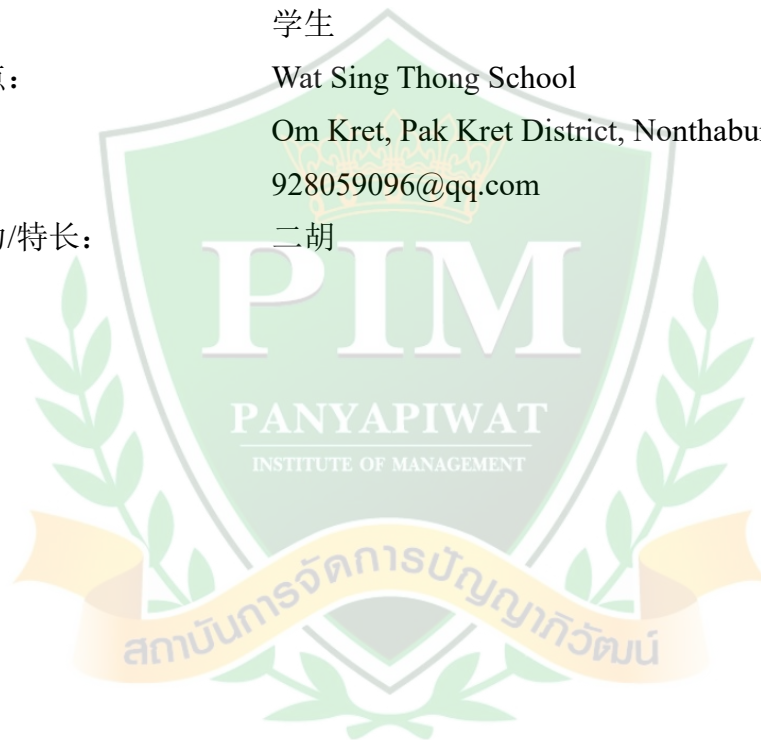 学生
点： Wat Sing Thong School
Om Kret, Pak Kret District, Nonthabu
928059096@qq.com
/特长： 二胡
PIM
PANYAPIWAT
INSTITUTE OF MANAGEMENT
สถาบันการจัดการปัญญาภิวัฒน์